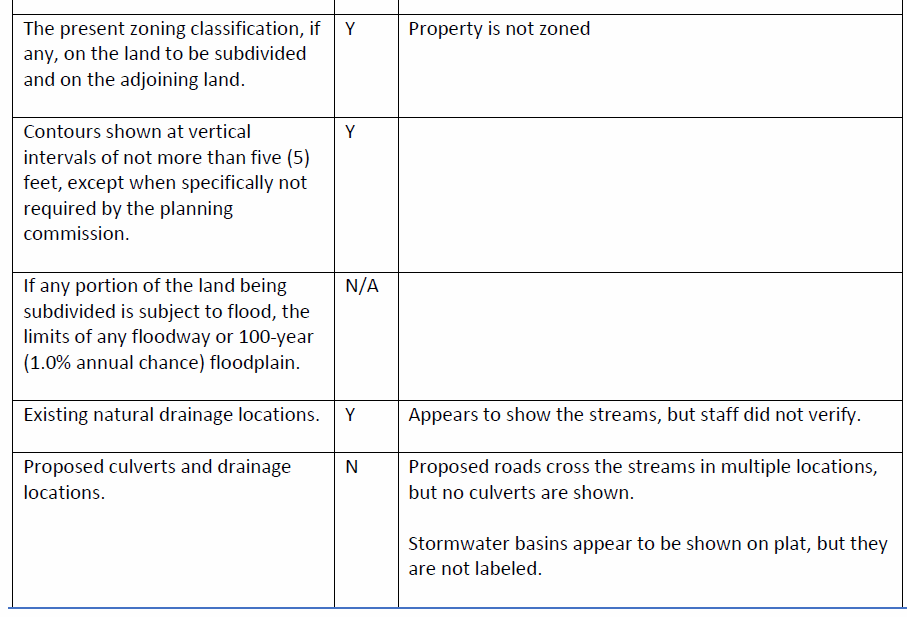 The present zoning classification, if
any, on the land to be subdivided
and on the adjoining land.
Y
Property is not zoned
Contours shown at vertical
intervals of not more than five (5)
feet, except when specifically not
required by the planning
commission.
Y
If any portion of the land being
subdivided is subject to flood, the
limits of any floodway or 100-year
(1.0% annual chance) floodplain.
N/A
Existing natural drainage locations.
Y
Appears to show the streams, but staff did not verify.
Proposed culverts and drainage
locations.
N
Proposed roads cross the streams in multiple locations,
but no culverts are shown.
Stormwater basins appear to be shown on plat, but they
are not labeled.